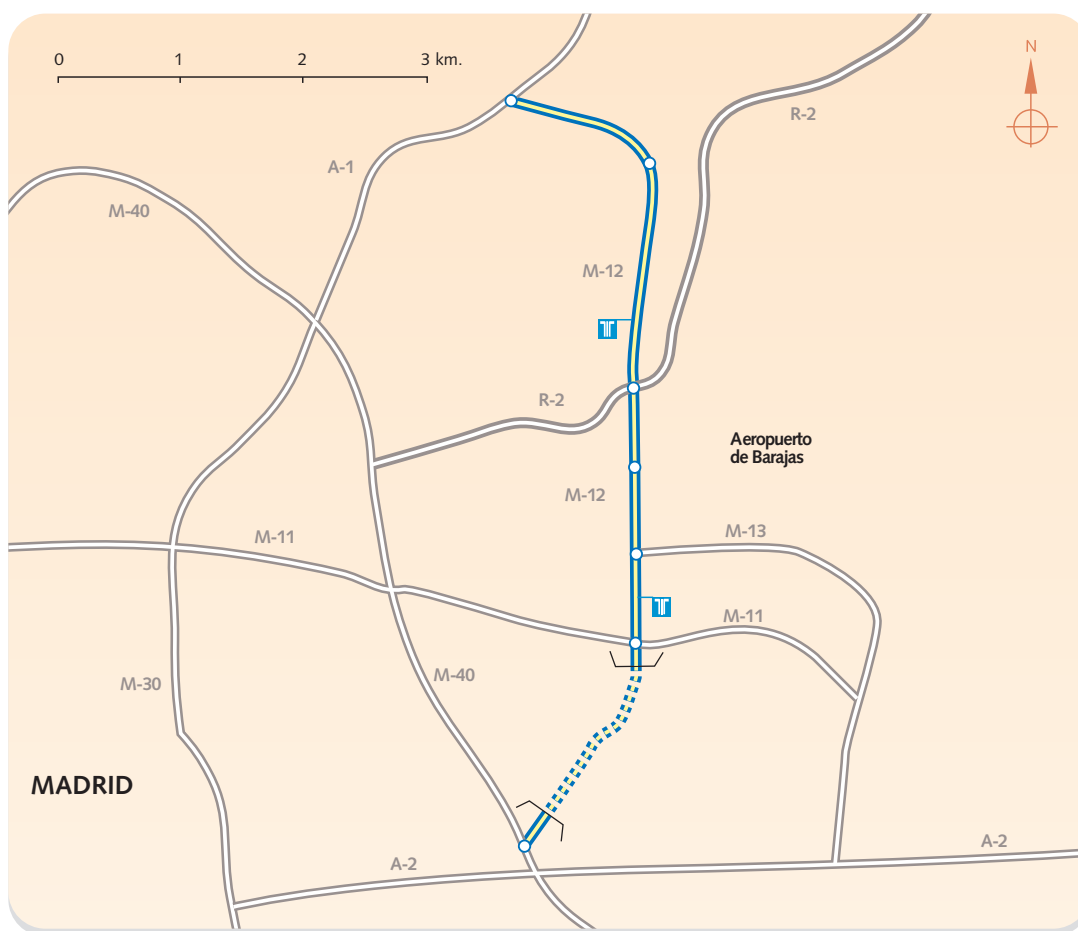 0 1 2 3 km.
N
R-2
A-1
M-40
M-12
R-2
Aeropuerto
de Barajas
M-12
M-13
M-11
M-11
M-40
M-30
MADRID
A-2
A-2